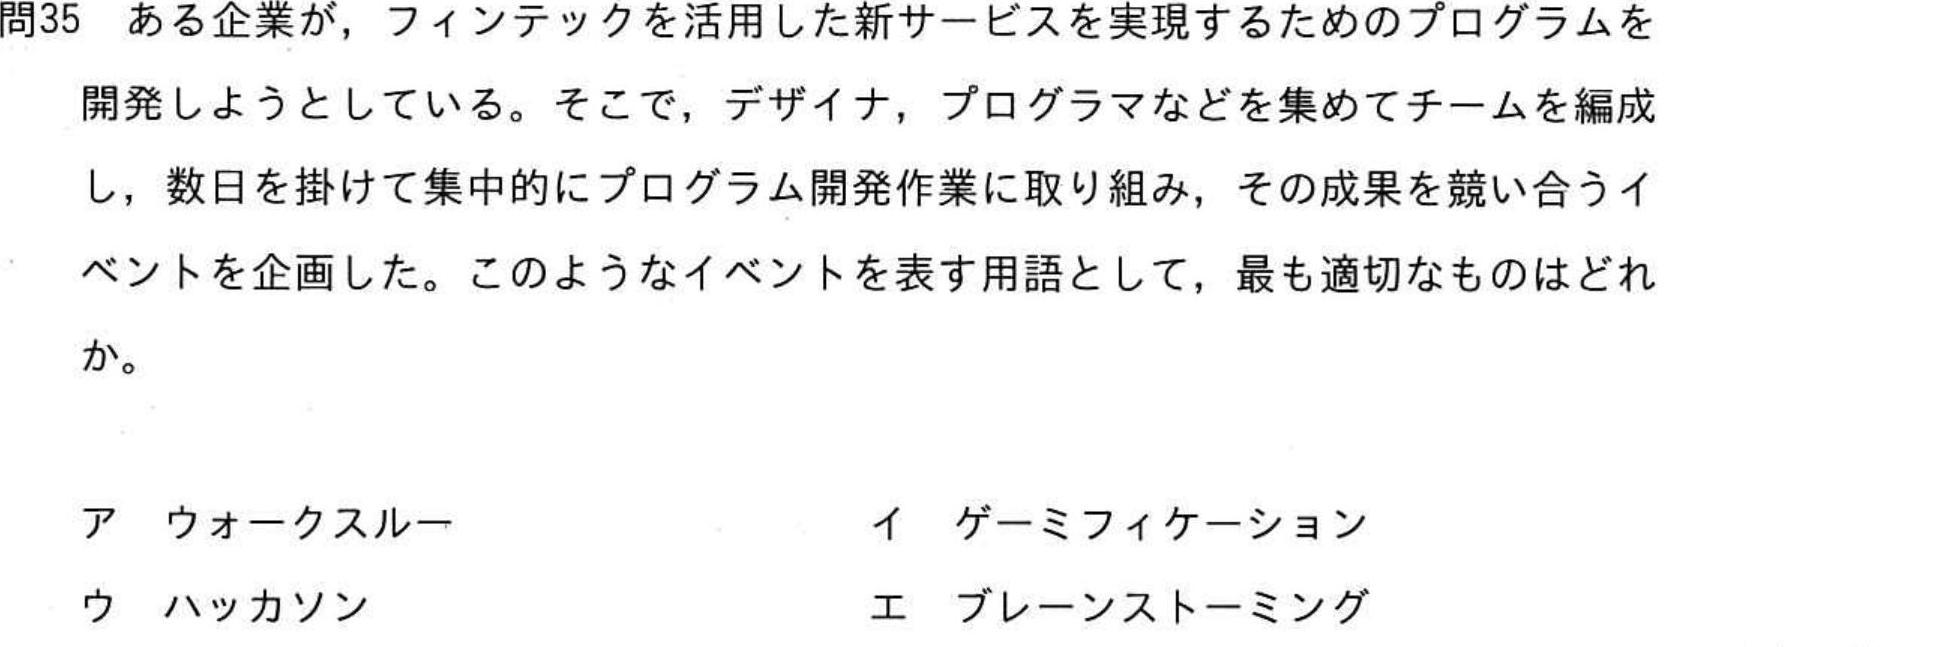 問35 ある企業が，フィンテックを活用した新サービスを実現するためのプログラムを
開発しようとしている。そこで，デザイナ，プログラマなどを集めてチームを編成
し，数日を掛けて集中的にプログラム開発作業に取り組み，その成果を競い合うイ
ベントを企画した。このようなイベントを表す用語として，最も適切なものはどれ
か。
ア ウォークスルー
イ ゲーミフィケーション
ウ ハッカソン
エ ブレーンストーミング